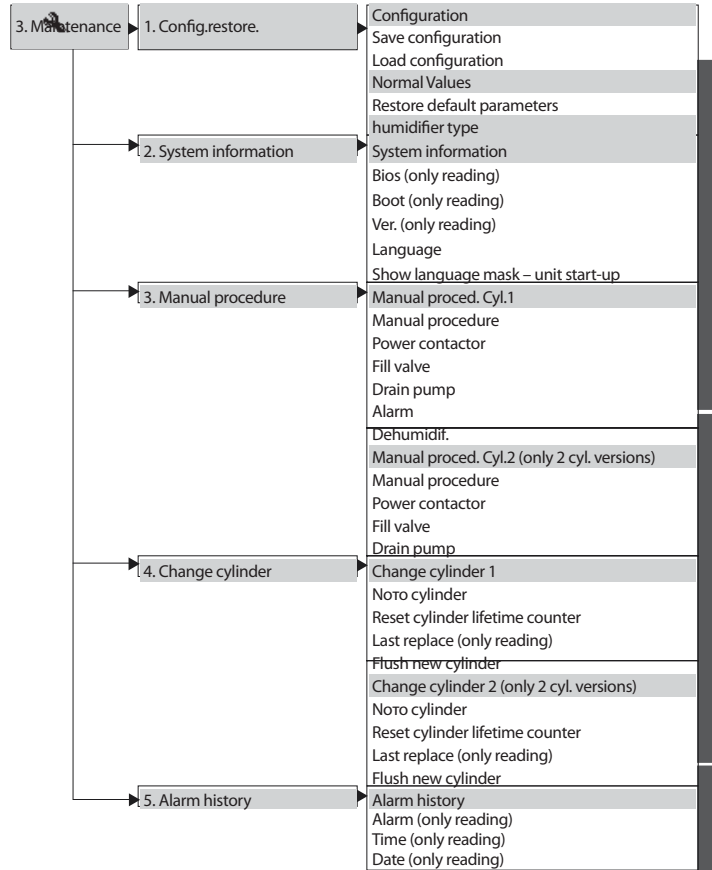 3. Maintenance
1. Config.restore.
Configuration
Save configuration
Load configuration
Normal Values
Restore default parameters
humidifier type
2. System information
System information
Bios (only reading)
Boot (only reading)
Ver. (only reading)
Language
Show language mask – unit start-up
3. Manual procedure
Manual proced. Cyl.1
Manual procedure
Power contactor
Fill valve
Drain pump
Alarm
Dehumidif.
Manual proced. Cyl.2 (only 2 cyl. versions)
Manual procedure
Power contactor
Fill valve
Drain pump
4. Change cylinder
Change cylinder 1
Noто cylinder
Reset cylinder lifetime counter
Last replace (only reading)
Flush new cylinder
Change cylinder 2 (only 2 cyl. versions)
Noто cylinder
Reset cylinder lifetime counter
Last replace (only reading)
Flush new cylinder
5. Alarm history
Alarm history
Alarm (only reading)
Time (only reading)
Date (only reading)